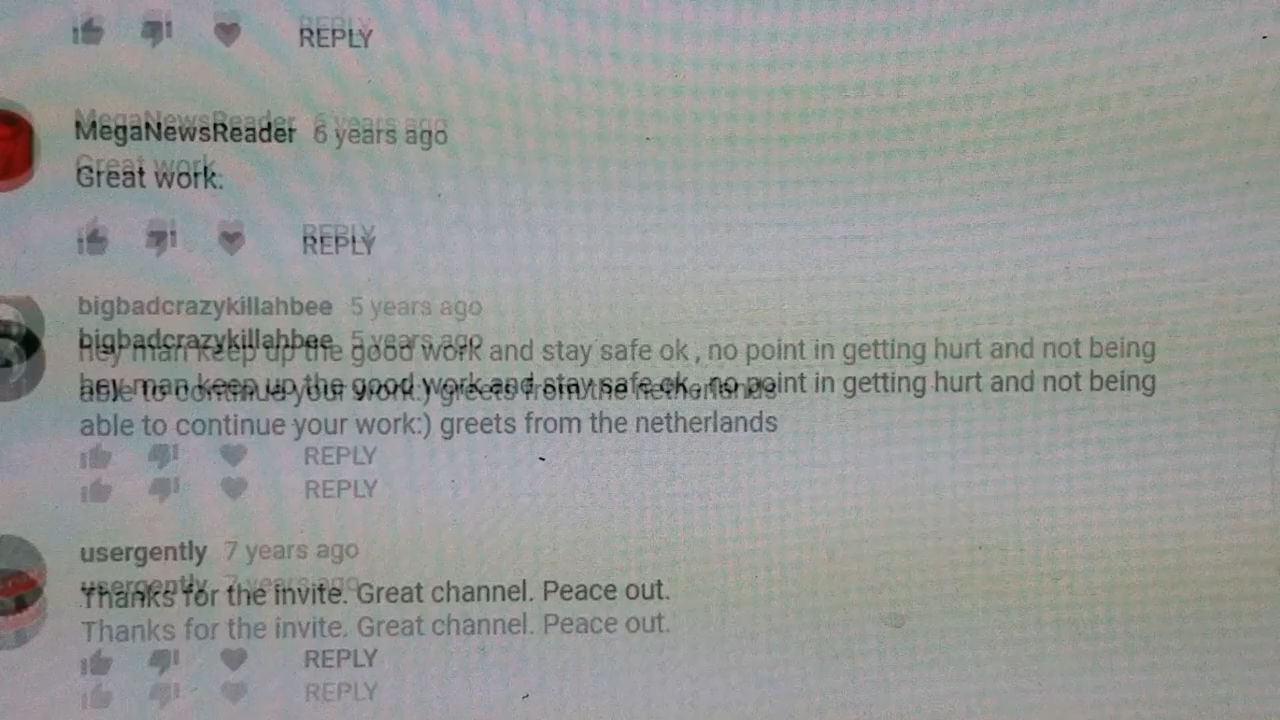 REPLY
MegaNewsReader 6 years ago
Great work.
REPLY
bigbadcrazykillahbee 5 years ago
hey man keep up the good work and stay safe ok , no point in getting hurt and not being
able to continue your work:) greets from the netherlands
REPLY
usergently 7 years ago
Thanks for the invite. Great channel. Peace out.
REPLY